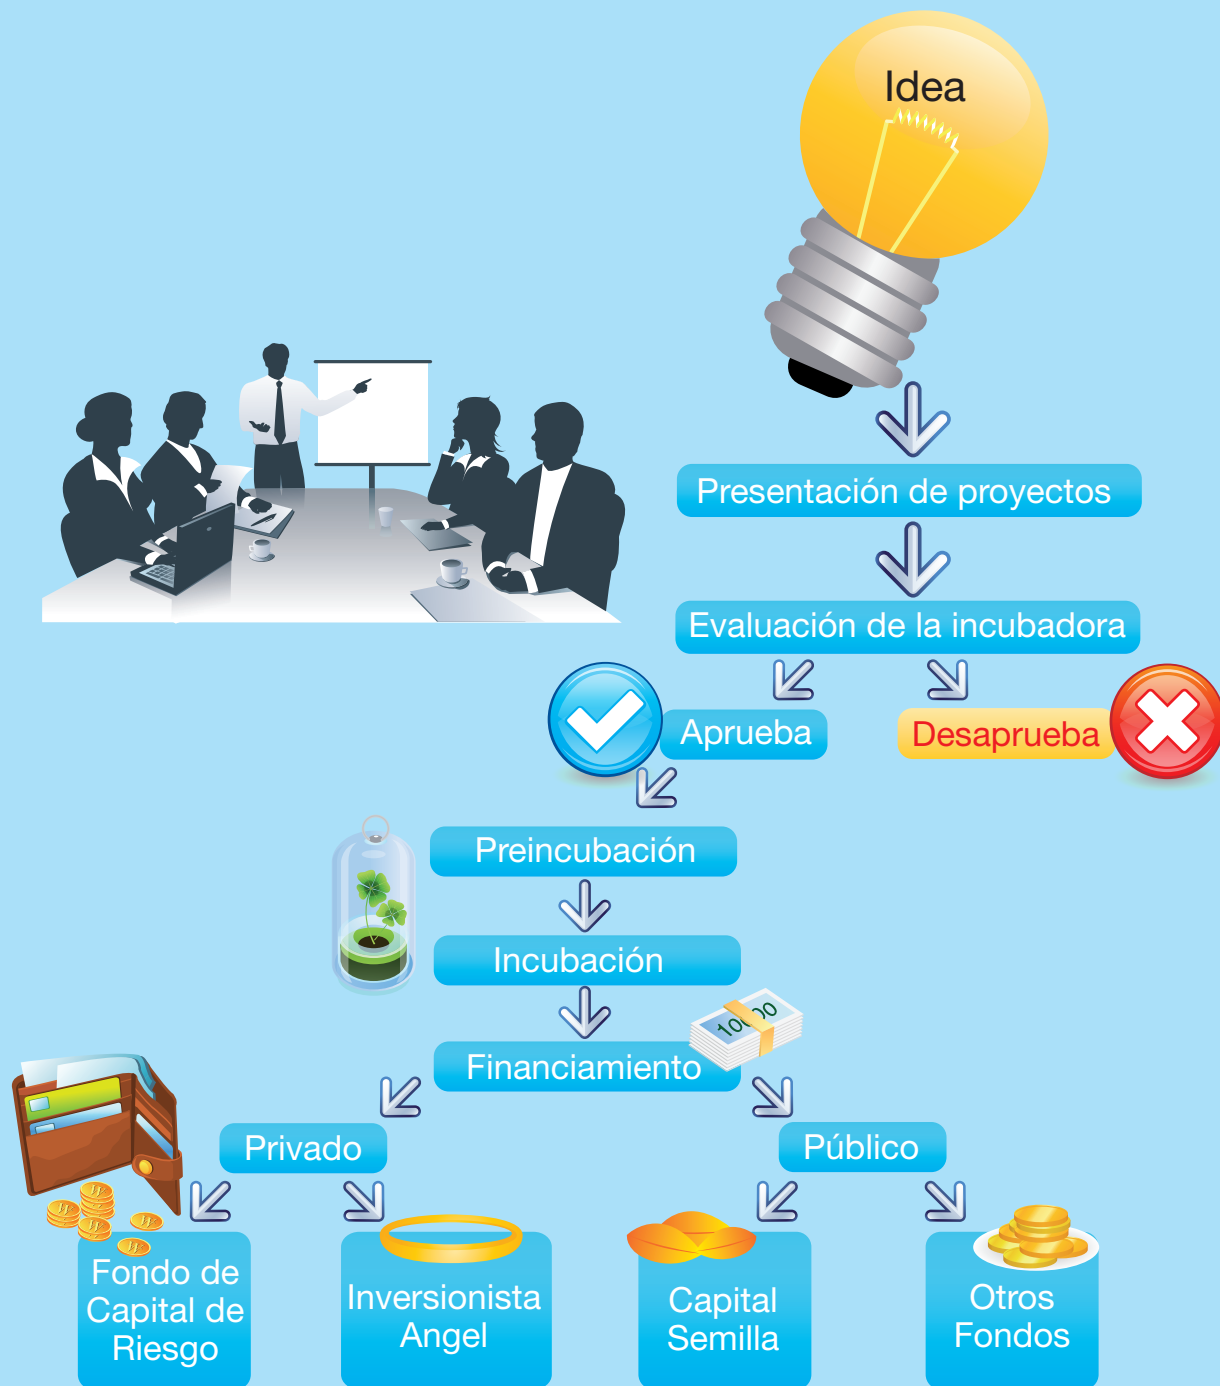 Idea
Presentación de proyectos
Evaluación de la incubadora
Aprueba
Desaprueba
Preincubación
Incubación
Financiamiento
Privado
Público
Fondo de
Capital de
Riesgo
Inversionista
Angel
Capital
Semilla
Otros
Fondos